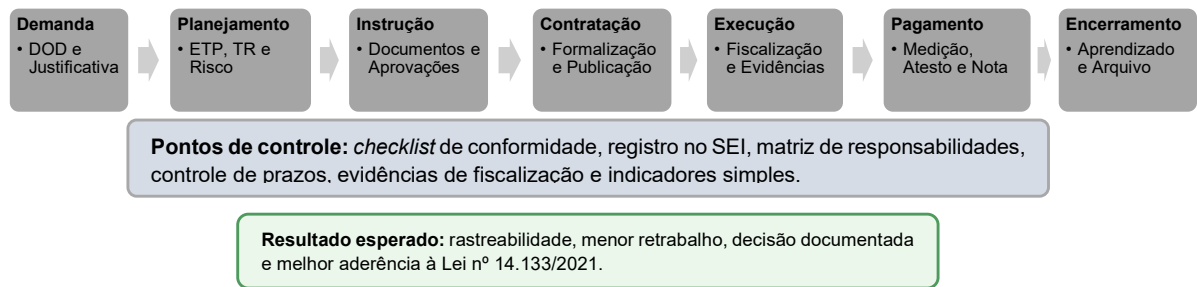 Demanda
• DOD e
Justificativa
Planejamento
• ETP, TR e
Risco
Instrução
• Documentos e
Aprovações
Contratação
• Formalização
e Publicação
Execução
• Fiscalização
e Evidências
Pagamento
• Medição,
Atesto e Nota
Encerramento
• Aprendizado
e Arquivo
Pontos de controle: checklist de conformidade, registro no SEI, matriz de responsabilidades,
controle de prazos, evidências de fiscalização e indicadores simples.
Resultado esperado: rastreabilidade, menor retrabalho, decisão documentada
e melhor aderência à Lei nº 14.133/2021.